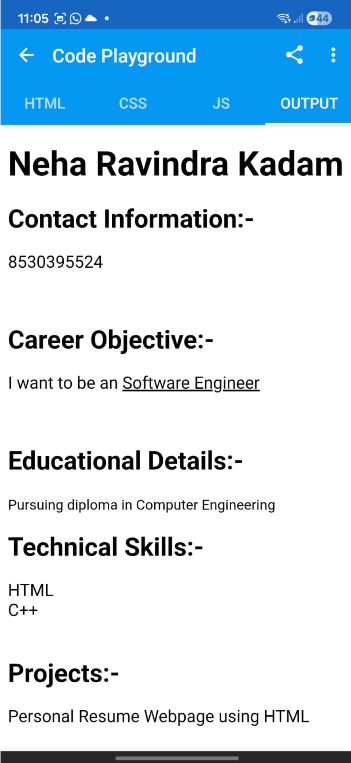 11:05
44
Code Playground
HTML CSS JS OUTPUT
Neha Ravindra Kadam
Contact Information:-
8530395524
Career Objective:-
I want to be an Software Engineer
Educational Details:-
Pursuing diploma in Computer Engineering
Technical Skills:-
HTML
C++
Projects:-
Personal Resume Webpage using HTML